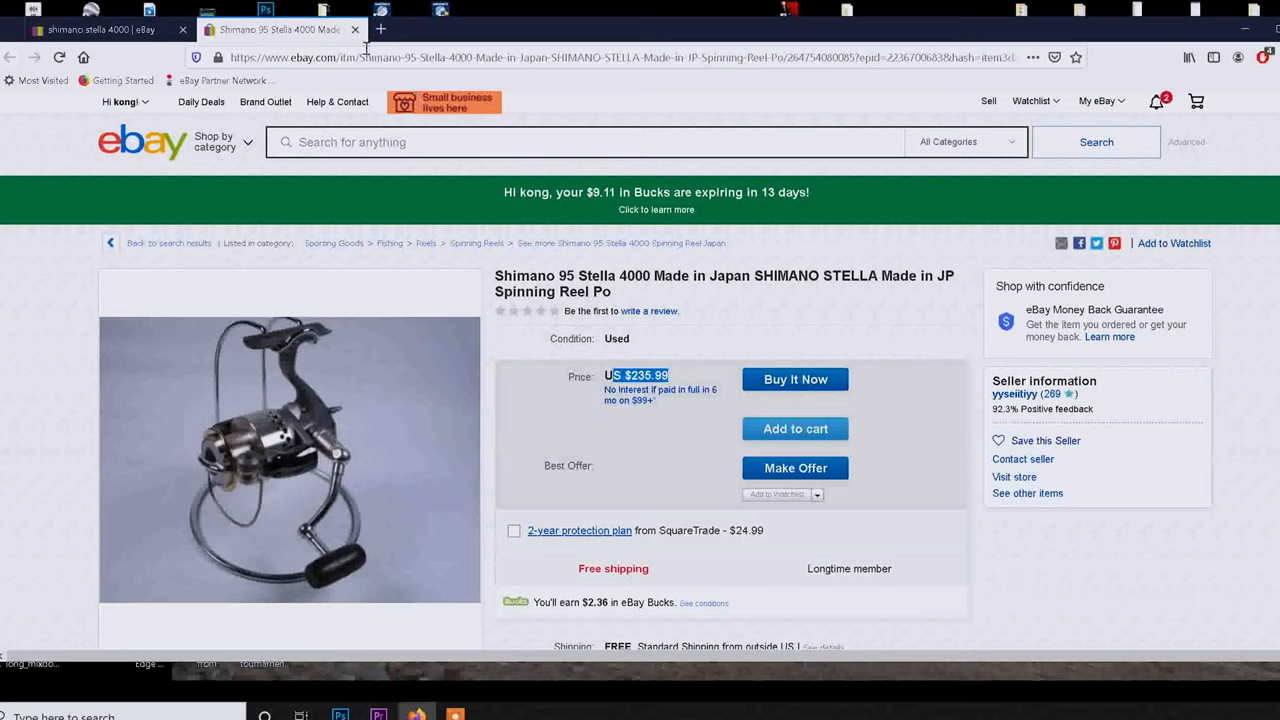 shimano stella 4000 | eBay
Shimano 95 Stella 4000 Made
https://www.ebay.com/itm/Shimano-95-Stella-4000-Made-in-Japan-SHIMANO-STELLA-Made-in-JP-Spinning-Reel-Po/264754080085?epid=2236700683&hash=item3d
Most Visited
Getting Started
eBay Partner Network ...
Hi kong!
Daily Deals
Brand Outlet
Help & Contact
Small business
lives here
Sell
Watchlist
My eBay
2
ebay
Shop by
category
Search for anything
All Categories
Search
Advanced
Hi kong, your $9.11 in Bucks are expiring in 13 days!
Click to learn more
Back to search results | Listed in category: Sporting Goods > Fishing > Reels > Spinning Reels > See more Shimano 95 Stella 4000 Spinning Reel Japan
| Add to Watchlist
Shimano 95 Stella 4000 Made in Japan SHIMANO STELLA Made in JP
Spinning Reel Po
Be the first to write a review.
Condition: Used
Price: US $235.99
No Interest if paid in full in 6
mo on $99+*
Buy It Now
Add to cart
Best Offer:
Make Offer
Add to Watchlist
2-year protection plan from SquareTrade - $24.99
Free shipping
Longtime member
Bucks You'll earn $2.36 in eBay Bucks. See conditions
Shipping: FREE Standard Shipping from outside US | See details
Shop with confidence
eBay Money Back Guarantee
Get the item you ordered or get your
money back. Learn more
Seller information
yyseiitiyy (269)
92.3% Positive feedback
Save this Seller
Contact seller
Visit store
See other items
long_mixdo...
Edge ...
from
tournamen...
Type here to search
Ps
Pr